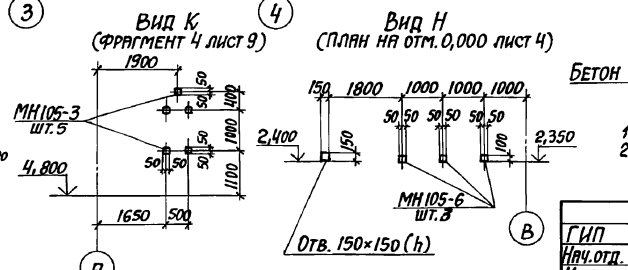 3
Вид К
(ФРАГМЕНТ 4 ЛИСТ 9)
1900
50
50
400
МН105-3
ШТ.5
1000
50
50
50
4,800
1100
1650
500
4
Вид Н
(ПЛАН НА ОТМ. 0,000 ЛИСТ 4)
150
1800
1000
1000
1000
50 50
50 50
50 50
2,400
150
100
2,350
МН105-6
ШТ.3
В
Отв. 150×150 (h)
Бетон
1
2
ГИП
Нач.отд.